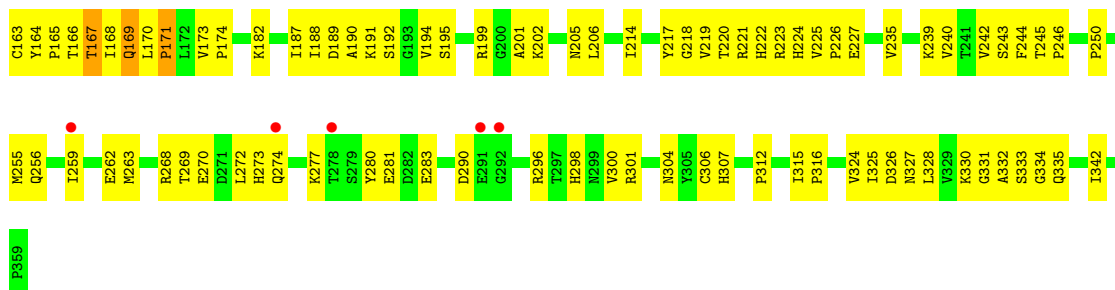 C163 Y164 P165 T166 T167 I168 Q169 L170 P171 L172 V173 P174 K182 I187 I188 D189 A190 K191 S192 G193 V194 S195 R199 G200 A201 K202 N205 L206 I214 Y217 G218 V219 T220 R221 H222 R223 H224 V225 P226 E227 V235 K239 V240 T241 V242 S243 F244 T245 P246 P250
M255 Q256 I259 E262 M263 R268 T269 E270 D271 L272 H273 Q274 K277 T278 S279 Y280 E281 D282 E283 D290 E291 G292 R296 T297 H298 N299 V300 R301 N304 Y305 C306 H307 P312 I315 P316 V324 I325 D326 N327 L328 V329 K330 G331 A332 S333 G334 Q335 I342
P359